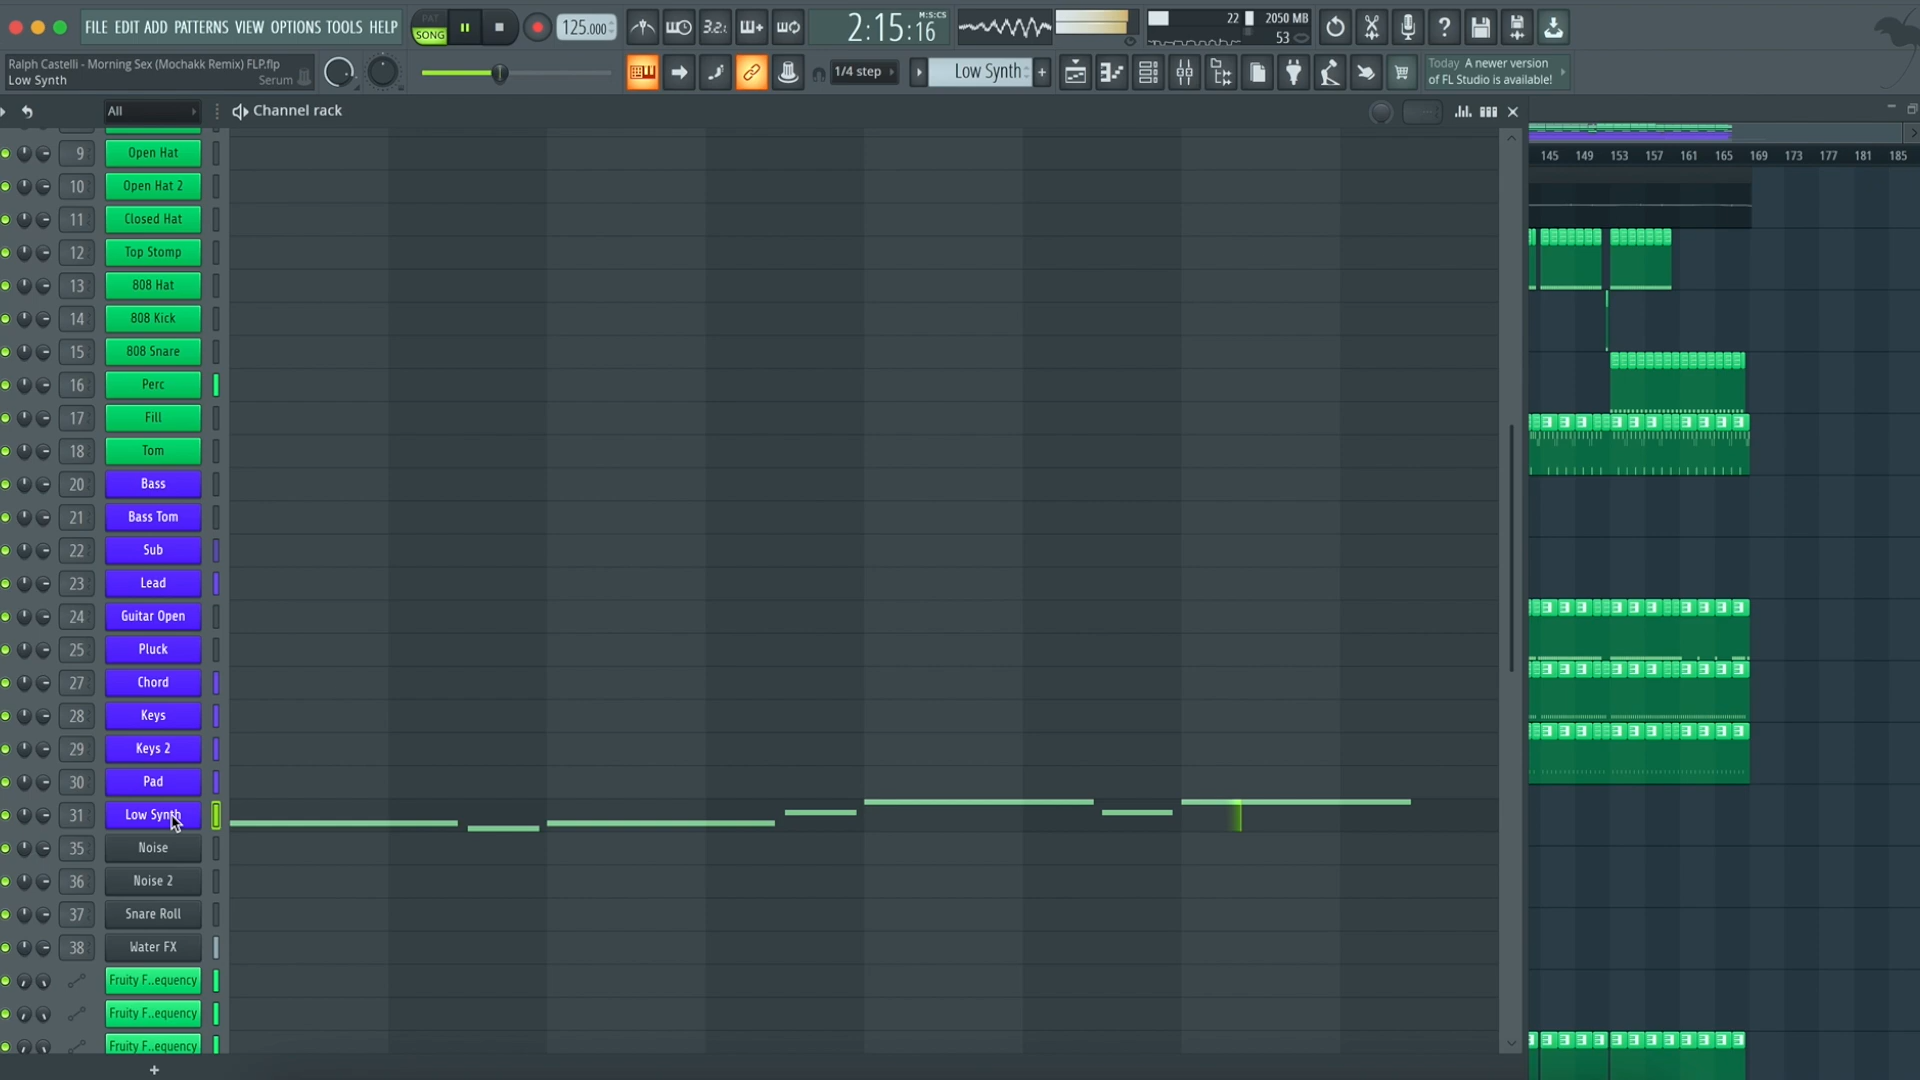 FILE EDIT ADD PATTERNS VIEW OPTIONS TOOLS HELP
PAT
SONG
125.000
3.2.
2:15:16
M:S:CS
22
2050 MB
53
Ralph Castelli - Morning Sex (Mochakk Remix) FLP.flp
Low Synth
Serum
1/4 step
Low Synth
Today
A newer version
of FL Studio is available!
All
Channel rack
145 149 153 157 161 165 169 173 177 181 185
9 Open Hat
10 Open Hat 2
11 Closed Hat
12 Top Stomp
13 808 Hat
14 808 Kick
15 808 Snare
16 Perc
17 Fill
18 Tom
20 Bass
21 Bass Tom
22 Sub
23 Lead
24 Guitar Open
25 Pluck
27 Chord
28 Keys
29 Keys 2
30 Pad
31 Low Synth
35 Noise
36 Noise 2
37 Snare Roll
38 Water FX
Fruity F..equency
Fruity F..equency
Fruity F..equency